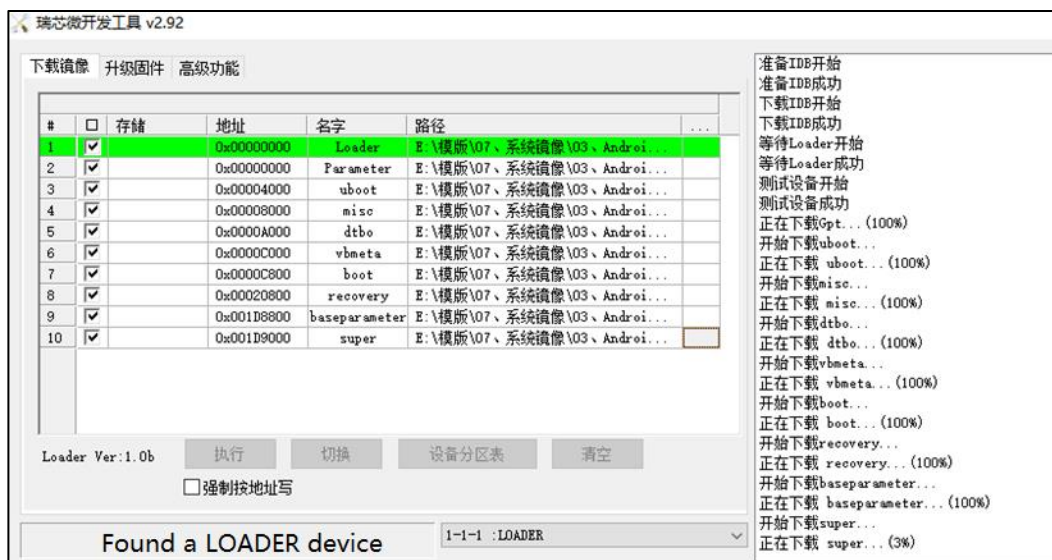 瑞芯微开发工具 v2.92
下载镜像 升级固件 高级功能
# 存储 地址 名字 路径 ...
1 0x00000000 Loader E:\模版\07、系统镜像\03、Androi...
2 0x00000000 Parameter E:\模版\07、系统镜像\03、Androi...
3 0x00004000 uboot E:\模版\07、系统镜像\03、Androi...
4 0x00008000 misc E:\模版\07、系统镜像\03、Androi...
5 0x0000A000 dtbo E:\模版\07、系统镜像\03、Androi...
6 0x0000C000 vbmeta E:\模版\07、系统镜像\03、Androi...
7 0x0000C800 boot E:\模版\07、系统镜像\03、Androi...
8 0x00020800 recovery E:\模版\07、系统镜像\03、Androi...
9 0x001D8800 baseparameter E:\模版\07、系统镜像\03、Androi...
10 0x001D9000 super E:\模版\07、系统镜像\03、Androi...
Loader Ver:1.0b 执行 切换 设备分区表 清空
强制按地址写
Found a LOADER device
1-1-1 :LOADER
准备IDB开始
准备IDB成功
下载IDB开始
下载IDB成功
等待Loader开始
等待Loader成功
测试设备开始
测试设备成功
正在下载Gpt...(100%)
开始下载uboot...
正在下载 uboot...(100%)
开始下载misc...
正在下载 misc...(100%)
开始下载dtbo...
正在下载 dtbo...(100%)
开始下载vbmeta...
正在下载 vbmeta...(100%)
开始下载boot...
正在下载 boot...(100%)
开始下载recovery...
正在下载 recovery...(100%)
开始下载baseparameter...
正在下载 baseparameter...(100%)
开始下载super...
正在下载 super...(3%)